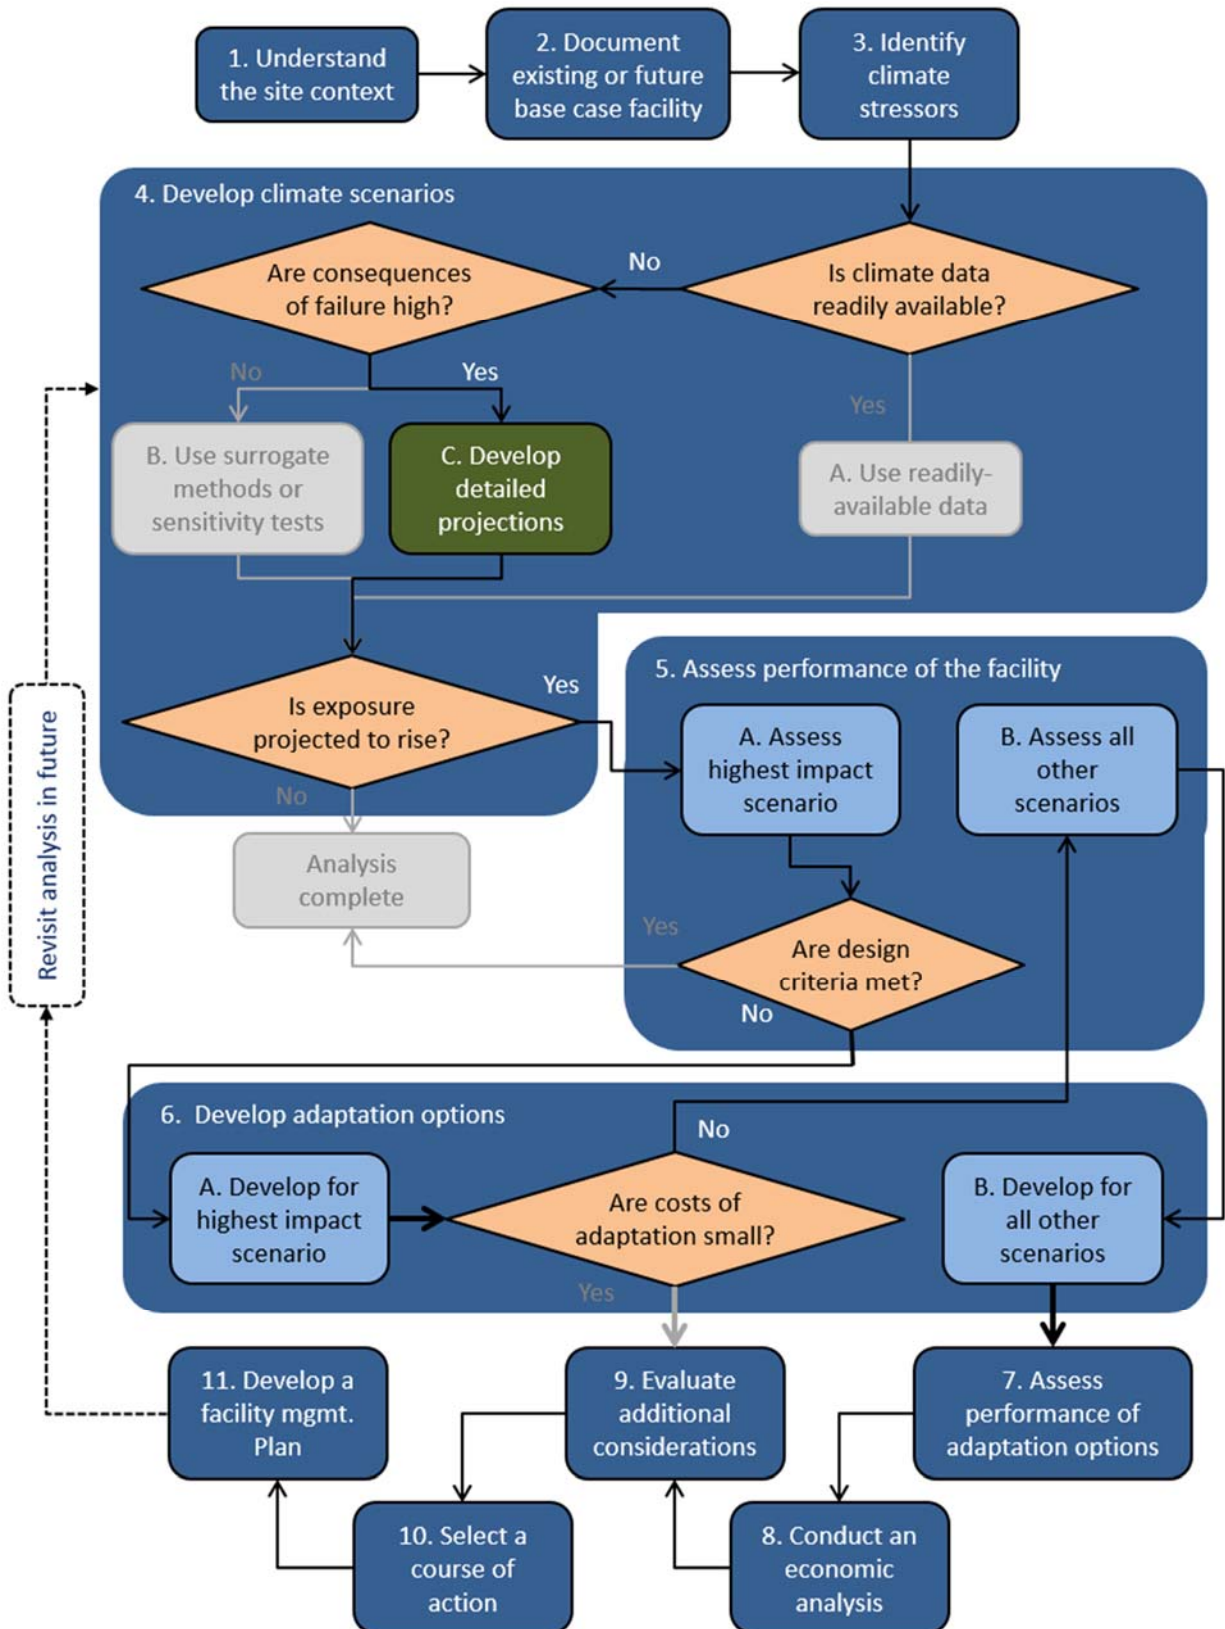 1. Understand
the site context
2. Document
existing or future
base case facility
3. Identify
climate
stressors
4. Develop climate scenarios
Are consequences
of failure high?
No
Is climate data
readily available?
No
Yes
Yes
B. Use surrogate
methods or
sensitivity tests
C. Develop
detailed
projections
A. Use readily-
available data
Is exposure
projected to rise?
Yes
No
Analysis
complete
Revisit analysis in future
5. Assess performance of the facility
A. Assess
highest impact
scenario
B. Assess all
other
scenarios
Yes
Are design
criteria met?
No
6. Develop adaptation options
No
A. Develop for
highest impact
scenario
Are costs of
adaptation small?
B. Develop for
all other
scenarios
Yes
11. Develop a
facility mgmt.
Plan
9. Evaluate
additional
considerations
7. Assess
performance of
adaptation options
10. Select a
course of
action
8. Conduct an
economic
analysis